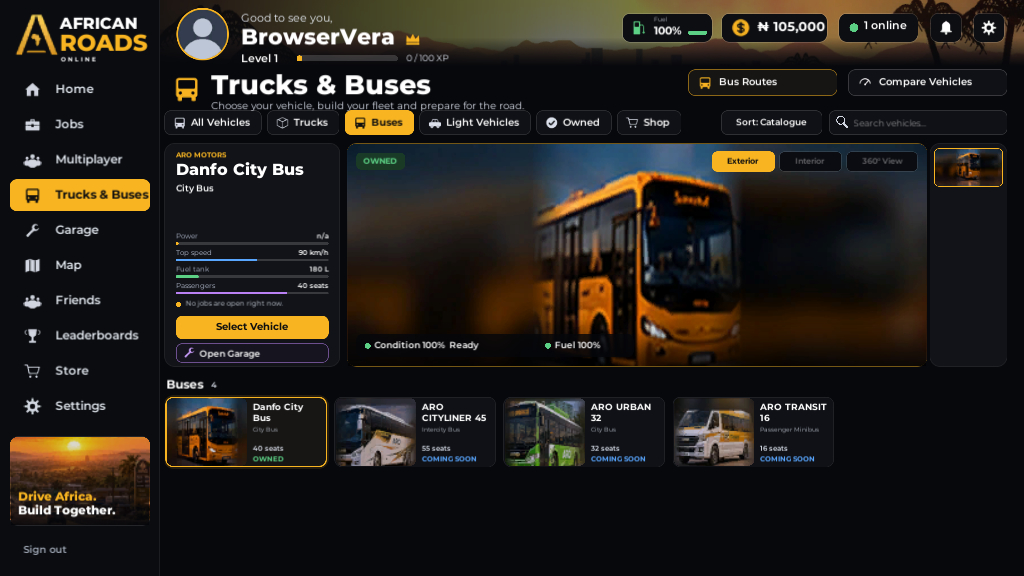 AFRICAN
ROADS
ONLINE
Home
Jobs
Multiplayer
Trucks & Buses
Garage
Map
Friends
Leaderboards
Store
Settings
Drive Africa.
Build Together.
Sign out
Good to see you,
BrowserVera
Level 1
0 / 100 XP
Fuel
100%
₦ 105,000
1 online
Trucks & Buses
Choose your vehicle, build your fleet and prepare for the road.
Bus Routes
Compare Vehicles
All Vehicles
Trucks
Buses
Light Vehicles
Owned
Shop
Sort: Catalogue
Search vehicles...
ARO MOTORS
Danfo City Bus
City Bus
Power n/a
Top speed 90 km/h
Fuel tank 180 L
Passengers 40 seats
No jobs are open right now.
Select Vehicle
Open Garage
OWNED
Exterior
Interior
360° View
Condition 100% Ready
Fuel 100%
Buses 4
Danfo City
Bus
City Bus
40 seats
OWNED
ARO
CITYLINER 45
Intercity Bus
55 seats
COMING SOON
ARO URBAN
32
City Bus
32 seats
COMING SOON
ARO TRANSIT
16
Passenger Minibus
16 seats
COMING SOON